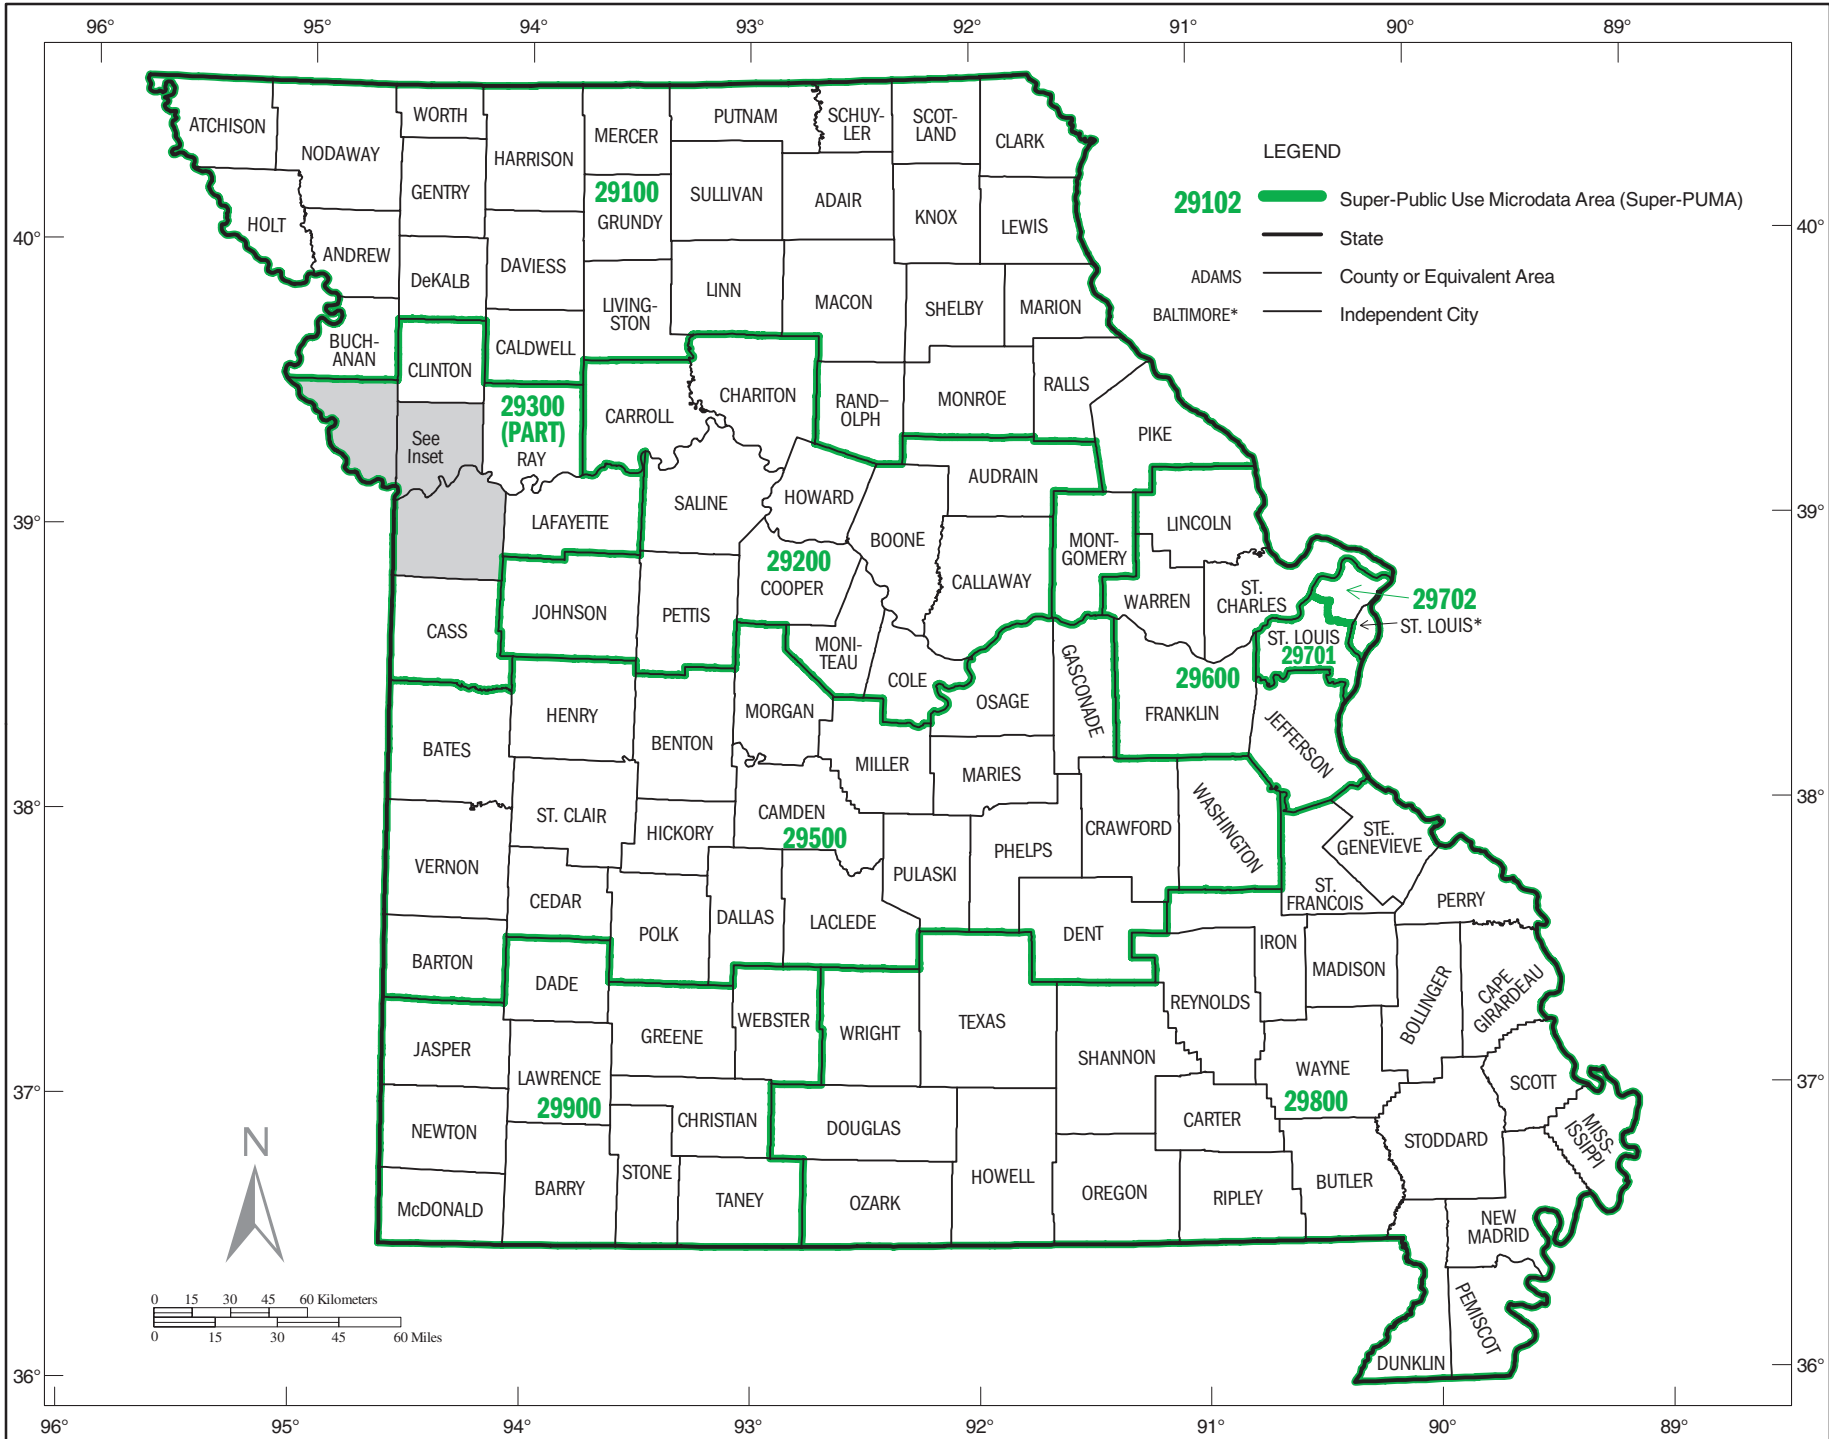 96° 95° 94° 93° 92° 91° 90° 89°
LEGEND
29102 Super-Public Use Microdata Area (Super-PUMA)
State
ADAMS County or Equivalent Area
BALTIMORE* Independent City
ATCHISON
NODAWAY
WORTH
HARRISON
MERCER
PUTNAM
SCHUY-
LER
SCOT-
LAND
CLARK
GENTRY
29100
GRUNDY
SULLIVAN
ADAIR
KNOX
LEWIS
HOLT
ANDREW
DeKALB
DAVIESS
LIVING-
STON
LINN
MACON
SHELBY
MARION
40°
40°
BUCH-
ANAN
CLINTON
CALDWELL
CARROLL
CHARITON
RAND–
OLPH
MONROE
RALLS
PIKE
29300
(PART)
RAY
See
Inset
LAFAYETTE
SALINE
HOWARD
BOONE
AUDRAIN
MONT-
GOMERY
LINCOLN
39°
39°
29200
COOPER
CALLAWAY
WARREN
ST.
CHARLES
29702
ST. LOUIS*
ST. LOUIS
29701
CASS
JOHNSON
PETTIS
MONI-
TEAU
COLE
OSAGE
GASCONADE
29600
FRANKLIN
JEFFERSON
BATES
HENRY
BENTON
MORGAN
MILLER
MARIES
38°
38°
VERNON
ST. CLAIR
HICKORY
CAMDEN
29500
PULASKI
PHELPS
CRAWFORD
WASHINGTON
STE.
GENEVIEVE
ST.
FRANCOIS
PERRY
CEDAR
POLK
DALLAS
LACLEDE
DENT
IRON
MADISON
BOLLINGER
CAPE
GIRARDEAU
BARTON
DADE
GREENE
WEBSTER
WRIGHT
TEXAS
REYNOLDS
SHANNON
WAYNE
29800
SCOTT
37°
37°
JASPER
LAWRENCE
29900
CHRISTIAN
DOUGLAS
CARTER
STODDARD
MISS-
ISSIPPI
NEWTON
STONE
McDONALD
BARRY
TANEY
OZARK
HOWELL
OREGON
RIPLEY
BUTLER
NEW
MADRID
PEMISCOT
DUNKLIN
N
0 15 30 45 60 Kilometers
0 15 30 45 60 Miles
36°
36°
96° 95° 94° 93° 92° 91° 90° 89°